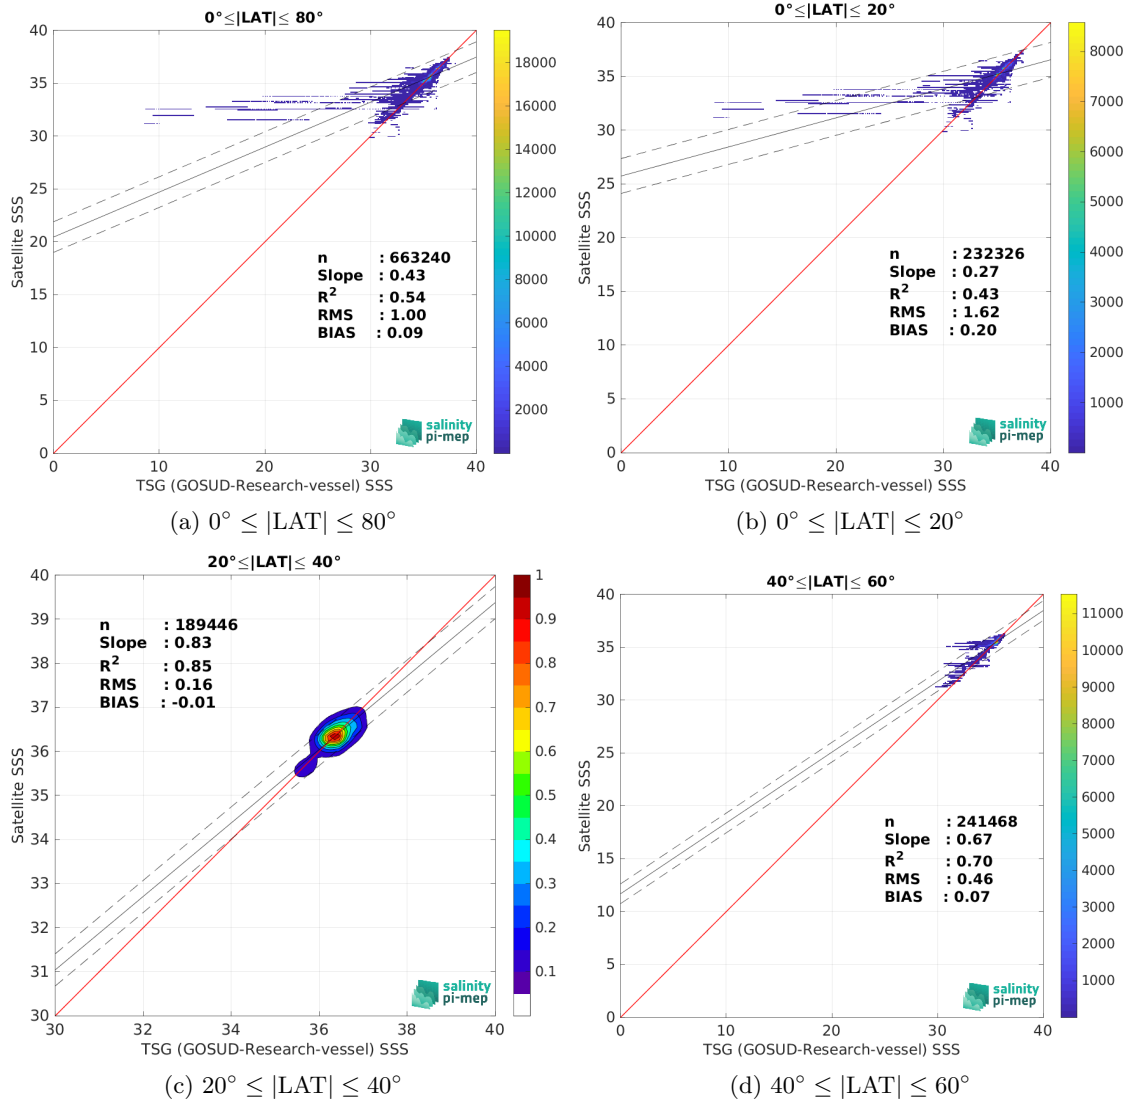 0°≤|LAT|≤ 80°
40
35
30
25
20
15
10
5
0
Satellite SSS
n : 663240
Slope : 0.43
R2 : 0.54
RMS : 1.00
BIAS : 0.09
salinity
pi-mep
0 10 20 30 40
TSG (GOSUD-Research-vessel) SSS
18000
16000
14000
12000
10000
8000
6000
4000
2000
(a) 0° ≤ |LAT| ≤ 80°
0°≤|LAT|≤ 20°
40
35
30
25
20
15
10
5
0
Satellite SSS
n : 232326
Slope : 0.27
R2 : 0.43
RMS : 1.62
BIAS : 0.20
salinity
pi-mep
0 10 20 30 40
TSG (GOSUD-Research-vessel) SSS
8000
7000
6000
5000
4000
3000
2000
1000
(b) 0° ≤ |LAT| ≤ 20°
20°≤|LAT|≤ 40°
40
39
38
37
36
35
34
33
32
31
30
Satellite SSS
n : 189446
Slope : 0.83
R2 : 0.85
RMS : 0.16
BIAS : -0.01
salinity
pi-mep
30 32 34 36 38 40
TSG (GOSUD-Research-vessel) SSS
1
0.9
0.8
0.7
0.6
0.5
0.4
0.3
0.2
0.1
(c) 20° ≤ |LAT| ≤ 40°
40°≤|LAT|≤ 60°
40
35
30
25
20
15
10
5
0
Satellite SSS
n : 241468
Slope : 0.67
R2 : 0.70
RMS : 0.46
BIAS : 0.07
salinity
pi-mep
0 10 20 30 40
TSG (GOSUD-Research-vessel) SSS
11000
10000
9000
8000
7000
6000
5000
4000
3000
2000
1000
(d) 40° ≤ |LAT| ≤ 60°